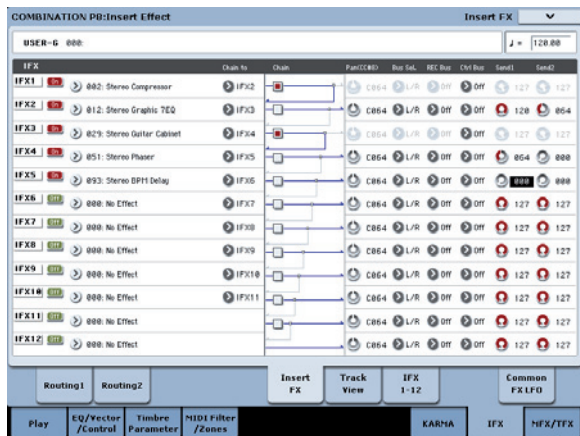 COMBINATION P8:Insert Effect Insert FX
USER-G 000: ♩ = 120.00
IFX Chain to Chain Pan(CC#8) Bus Sel. REC Bus Ctrl Bus Send1 Send2
IFX1 On 002: Stereo Compressor IFX2 C064 L/R Off Off 127 127
IFX2 On 012: Stereo Graphic 7EQ IFX3 C064 L/R Off Off 120 064
IFX3 On 029: Stereo Guitar Cabinet IFX4 C064 L/R Off Off 127 127
IFX4 On 051: Stereo Phaser IFX5 C064 L/R Off Off 064 000
IFX5 On 093: Stereo BPM Delay IFX6 C064 L/R Off Off 000 000
IFX6 Off 000: No Effect IFX7 C064 L/R Off Off 127 127
IFX7 Off 000: No Effect IFX8 C064 L/R Off Off 127 127
IFX8 Off 000: No Effect IFX9 C064 L/R Off Off 127 127
IFX9 Off 000: No Effect IFX10 C064 L/R Off Off 127 127
IFX10 Off 000: No Effect IFX11 C064 L/R Off Off 127 127
IFX11 Off 000: No Effect C064 L/R Off Off 127 127
IFX12 Off 000: No Effect C064 L/R Off Off 127 127
Routing1 Routing2 Insert FX Track View IFX 1-12 Common FX LFO
Play EQ/Vector /Control Timbre Parameter MIDI Filter /Zones KARMA IFX MFX/TFX